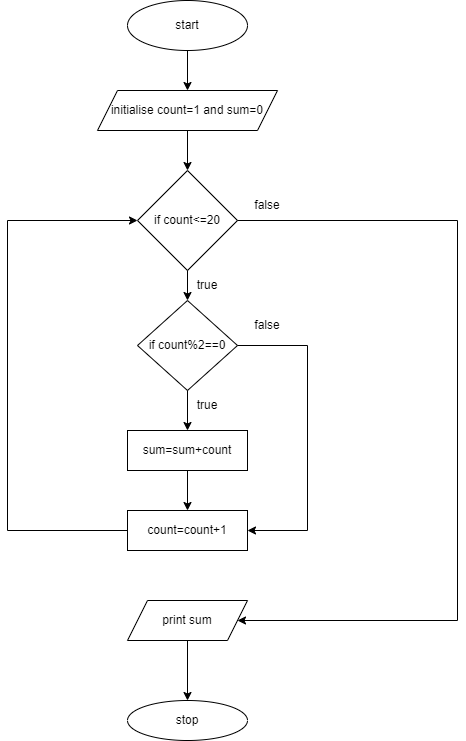 start
initialise count=1 and sum=0
if count<=20
false
true
if count%2==0
false
true
sum=sum+count
count=count+1
print sum
stop